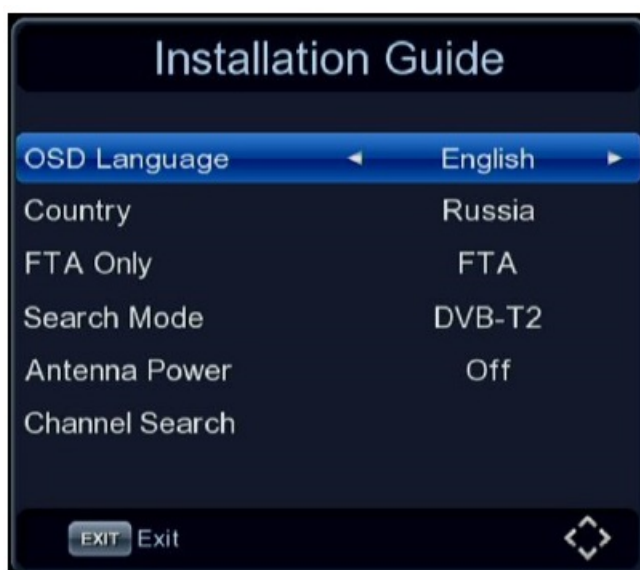 Installation Guide
OSD Language English
Country Russia
FTA Only FTA
Search Mode DVB-T2
Antenna Power Off
Channel Search
EXIT Exit